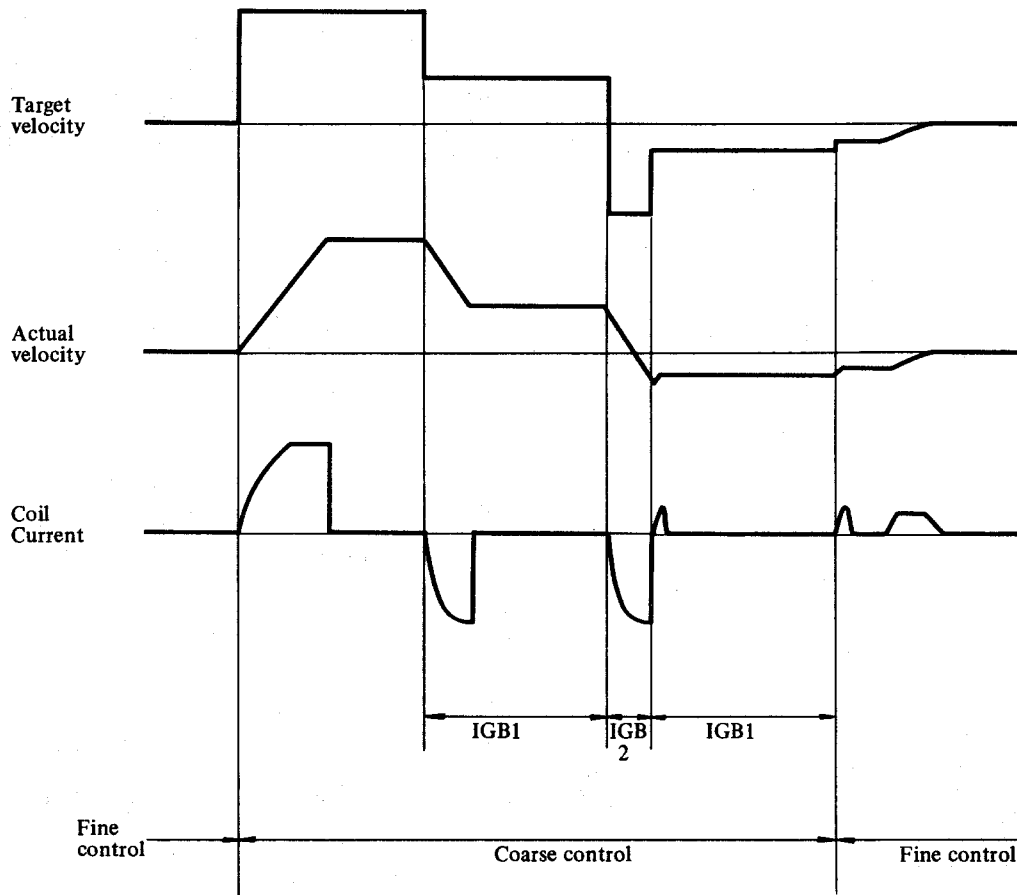 Target
velocity
Actual
velocity
Coil
Current
IGB1
IGB
2
IGB1
Fine
control
Coarse control
Fine control